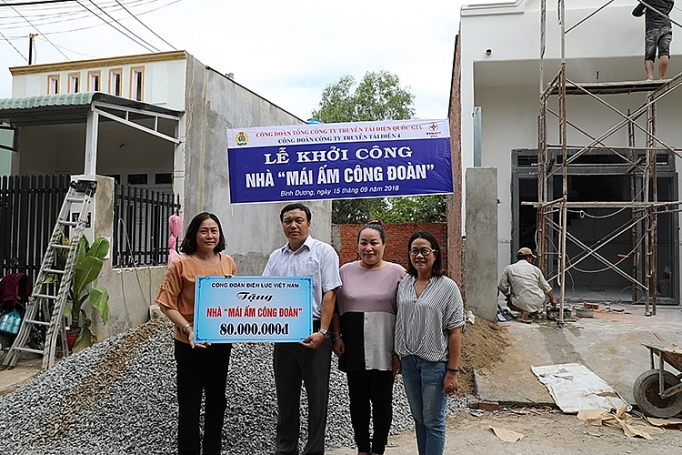 CÔNG ĐOÀN TỔNG CÔNG TY TRUYỀN TẢI ĐIỆN QUỐC GIA
CÔNG ĐOÀN CÔNG TY TRUYỀN TẢI ĐIỆN 4
LỄ KHỞI CÔNG
NHÀ "MÁI ẤM CÔNG ĐOÀN"
Bình Dương, ngày 15 tháng 09 năm 2018
CÔNG ĐOÀN ĐIỆN LỰC VIỆT NAM
Tặng
NHÀ "MÁI ẤM CÔNG ĐOÀN"
80.000.000đ